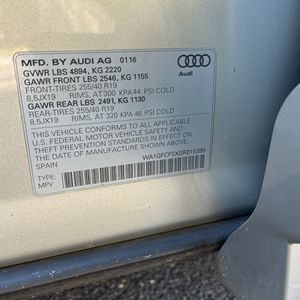 MFD. BY AUDI AG 01/16
GVWR LBS 4894, KG 2220
GAWR FRONT LBS 2546, KG 1155
FRONT-TIRES 255/40 R19
8,5JX19 RIMS, AT 300 KPA 44 PSI COLD
GAWR REAR LBS 2491, KG 1130
REAR-TIRES 255/40 R19
8,5JX19 RIMS, AT 320 KPA 46 PSI COLD
THIS VEHICLE CONFORMS TO ALL APPLICABLE
U.S. FEDERAL MOTOR VEHICLE SAFETY AND
THEFT PREVENTION STANDARDS IN EFFECT ON
THE DATE OF MANUFACTURE SHOWN ABOVE.
SPAIN
Audi
TYPE:
MPV